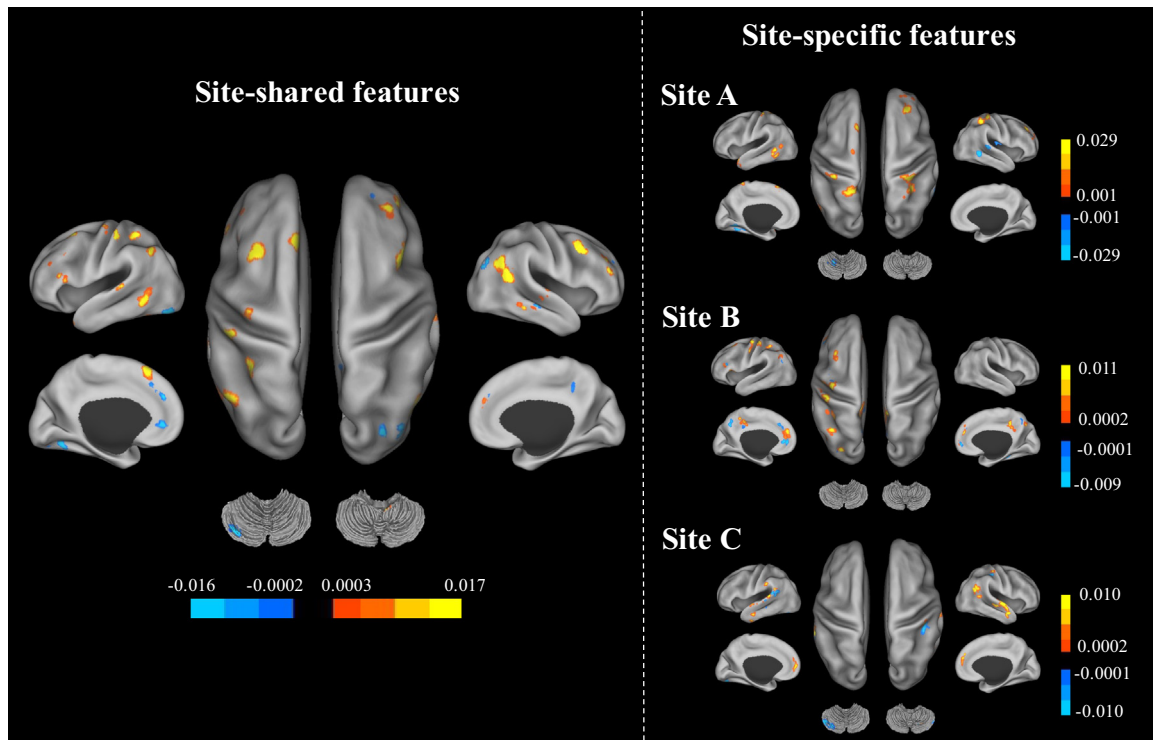 Site-shared features
-0.016 -0.0002 0.0003 0.017
Site-specific features
Site A
0.029
0.001
-0.001
-0.029
Site B
0.011
0.0002
-0.0001
-0.009
Site C
0.010
0.0002
-0.0001
-0.010